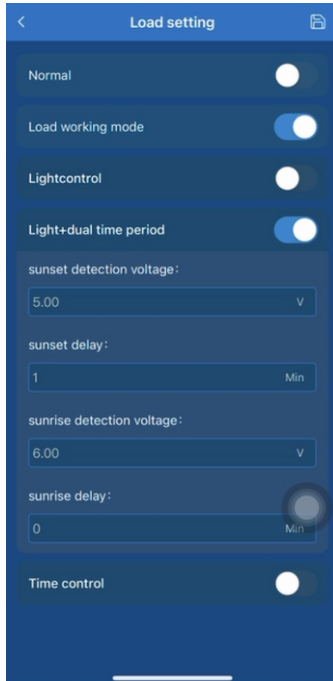 Load setting
Normal
Load working mode
Lightcontrol
Light+dual time period
sunset detection voltage:
5.00 V
sunset delay:
1 Min
sunrise detection voltage:
6.00 V
sunrise delay:
0 Min
Time control